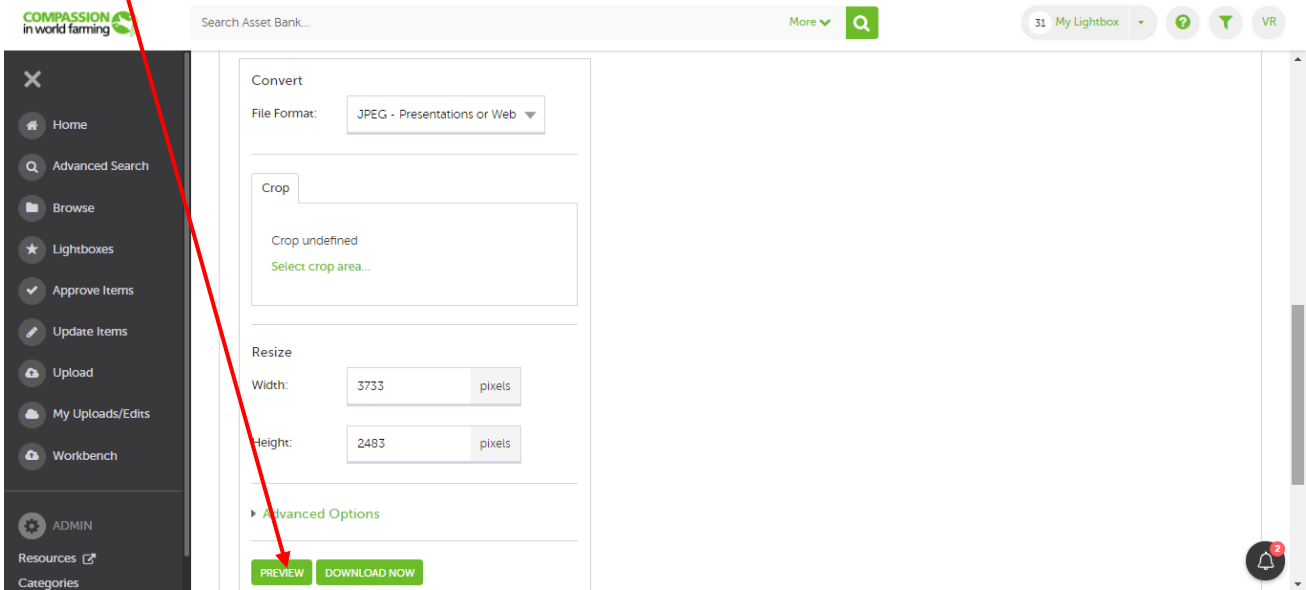 COMPASSION
in world farming
Search Asset Bank...
More
31 My Lightbox
VR
Home
Advanced Search
Browse
Lightboxes
Approve Items
Update Items
Upload
My Uploads/Edits
Workbench
ADMIN
Resources
Categories
Convert
File Format: JPEG - Presentations or Web
Crop
Crop undefined
Select crop area...
Resize
Width: 3733 pixels
Height: 2483 pixels
Advanced Options
PREVIEW DOWNLOAD NOW
2